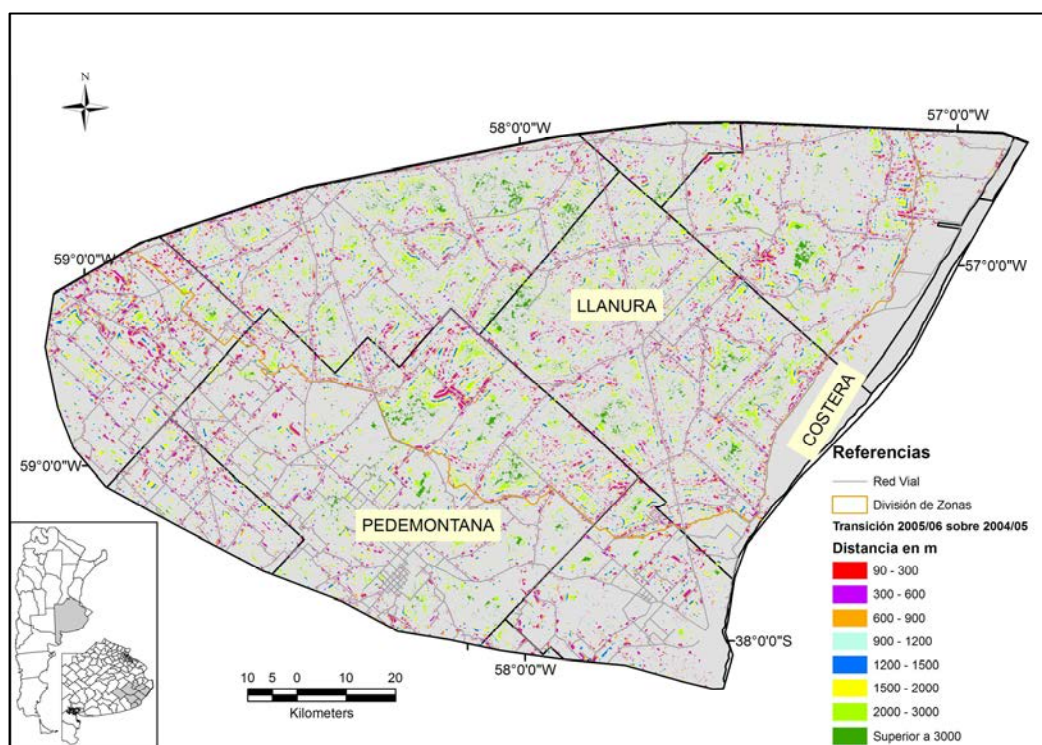 N
58°0'0"W
57°0'0"W
59°0'0"W
57°0'0"W
LLANURA
COSTERA
59°0'0"W
PEDEMONTANA
38°0'0"S
58°0'0"W
10 5 0 10 20
Kilometers
Referencias
Red Vial
División de Zonas
Transición 2005/06 sobre 2004/05
Distancia en m
90 - 300
300 - 600
600 - 900
900 - 1200
1200 - 1500
1500 - 2000
2000 - 3000
Superior a 3000